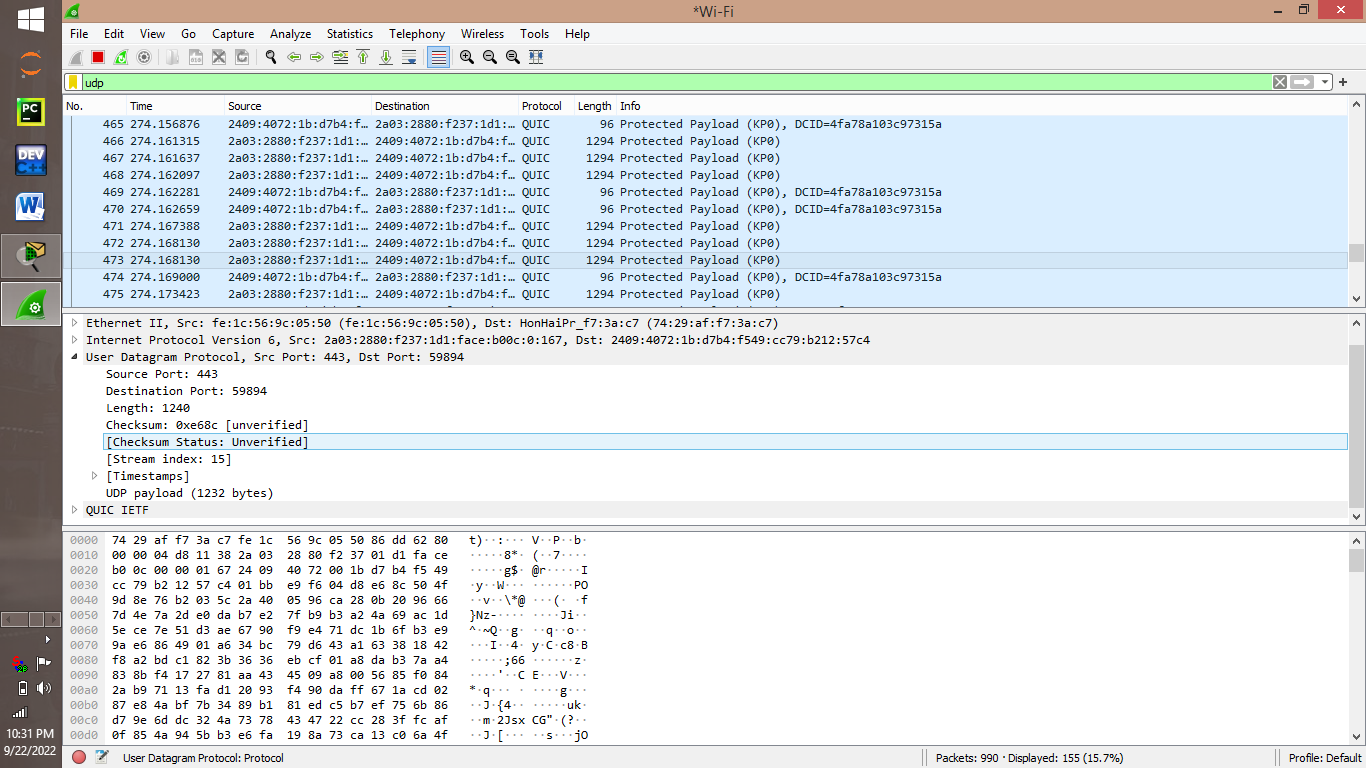 *Wi-Fi
File Edit View Go Capture Analyze Statistics Telephony Wireless Tools Help
udp
No. Time Source Destination Protocol Length Info
465 274.156876 2409:4072:1b:d7b4:f… 2a03:2880:f237:1d1:… QUIC 96 Protected Payload (KP0), DCID=4fa78a103c97315a
466 274.161315 2a03:2880:f237:1d1:… 2409:4072:1b:d7b4:f… QUIC 1294 Protected Payload (KP0)
467 274.161637 2a03:2880:f237:1d1:… 2409:4072:1b:d7b4:f… QUIC 1294 Protected Payload (KP0)
468 274.162097 2a03:2880:f237:1d1:… 2409:4072:1b:d7b4:f… QUIC 1294 Protected Payload (KP0)
469 274.162281 2409:4072:1b:d7b4:f… 2a03:2880:f237:1d1:… QUIC 96 Protected Payload (KP0), DCID=4fa78a103c97315a
470 274.162659 2409:4072:1b:d7b4:f… 2a03:2880:f237:1d1:… QUIC 96 Protected Payload (KP0), DCID=4fa78a103c97315a
471 274.167388 2a03:2880:f237:1d1:… 2409:4072:1b:d7b4:f… QUIC 1294 Protected Payload (KP0)
472 274.168130 2a03:2880:f237:1d1:… 2409:4072:1b:d7b4:f… QUIC 1294 Protected Payload (KP0)
473 274.168130 2a03:2880:f237:1d1:… 2409:4072:1b:d7b4:f… QUIC 1294 Protected Payload (KP0)
474 274.169000 2409:4072:1b:d7b4:f… 2a03:2880:f237:1d1:… QUIC 96 Protected Payload (KP0), DCID=4fa78a103c97315a
475 274.173423 2a03:2880:f237:1d1:… 2409:4072:1b:d7b4:f… QUIC 1294 Protected Payload (KP0)
Ethernet II, Src: fe:1c:56:9c:05:50 (fe:1c:56:9c:05:50), Dst: HonHaiPr_f7:3a:c7 (74:29:af:f7:3a:c7)
Internet Protocol Version 6, Src: 2a03:2880:f237:1d1:face:b00c:0:167, Dst: 2409:4072:1b:d7b4:f549:cc79:b212:57c4
User Datagram Protocol, Src Port: 443, Dst Port: 59894
Source Port: 443
Destination Port: 59894
Length: 1240
Checksum: 0xe68c [unverified]
[Checksum Status: Unverified]
[Stream index: 15]
[Timestamps]
UDP payload (1232 bytes)
QUIC IETF
0000 74 29 af f7 3a c7 fe 1c 56 9c 05 50 86 dd 62 80 t)··:··· V··P··b·
0010 00 00 04 d8 11 38 2a 03 28 80 f2 37 01 d1 fa ce ·····8*· (··7····
0020 b0 0c 00 00 01 67 24 09 40 72 00 1b d7 b4 f5 49 ·····g$· @r·····I
0030 cc 79 b2 12 57 c4 01 bb e9 f6 04 d8 e6 8c 50 4f ·y··W··· ······PO
0040 9d 8e 76 b2 03 5c 2a 40 05 96 ca 28 0b 20 96 66 ··v··\*@ ···(· ·f
0050 7d 4e 7a 2d e0 da b7 e2 7f b9 b3 a2 4a 69 ac 1d }Nz-···· ····Ji··
0060 5e ce 7e 51 d3 ae 67 90 f9 e4 71 dc 1b 6f b3 e9 ^·~Q··g· ··q··o··
0070 9a e6 86 49 01 a6 34 bc 79 d6 43 a1 63 38 18 42 ···I··4· y·C·c8·B
0080 f8 a2 bd c1 82 3b 36 36 eb cf 01 a8 da b3 7a a4 ·····;66 ······z·
0090 83 8b f4 17 27 81 aa 43 45 09 a8 00 56 85 f0 84 ····'··C E···V···
00a0 2a b9 71 13 fa d1 20 93 f4 90 da ff 67 1a cd 02 *·q··· · ····g···
00b0 87 e8 4a bf 7b 34 89 b1 81 ed c5 b7 ef 75 6b 86 ··J·{4·· ·····uk·
00c0 d7 9e 6d dc 32 4a 73 78 43 47 22 cc 28 3f fc af ··m·2Jsx CG"·(?··
00d0 0f 85 4a 94 5b b3 e6 fa 19 8a 73 ca 13 c0 6a 4f ··J·[··· ··s···jO
User Datagram Protocol: Protocol
Packets: 990 · Displayed: 155 (15.7%)
Profile: Default
PC
DEV
C++
W
10:31 PM
9/22/2022